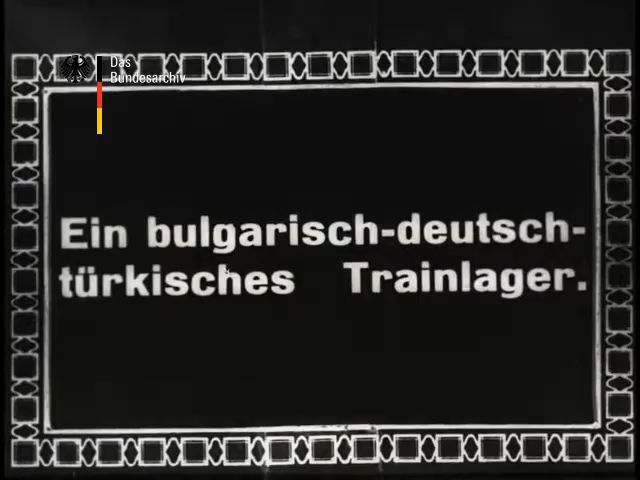 Das
Bundesarchiv
Ein bulgarisch-deutsch-
türkisches Trainlager.